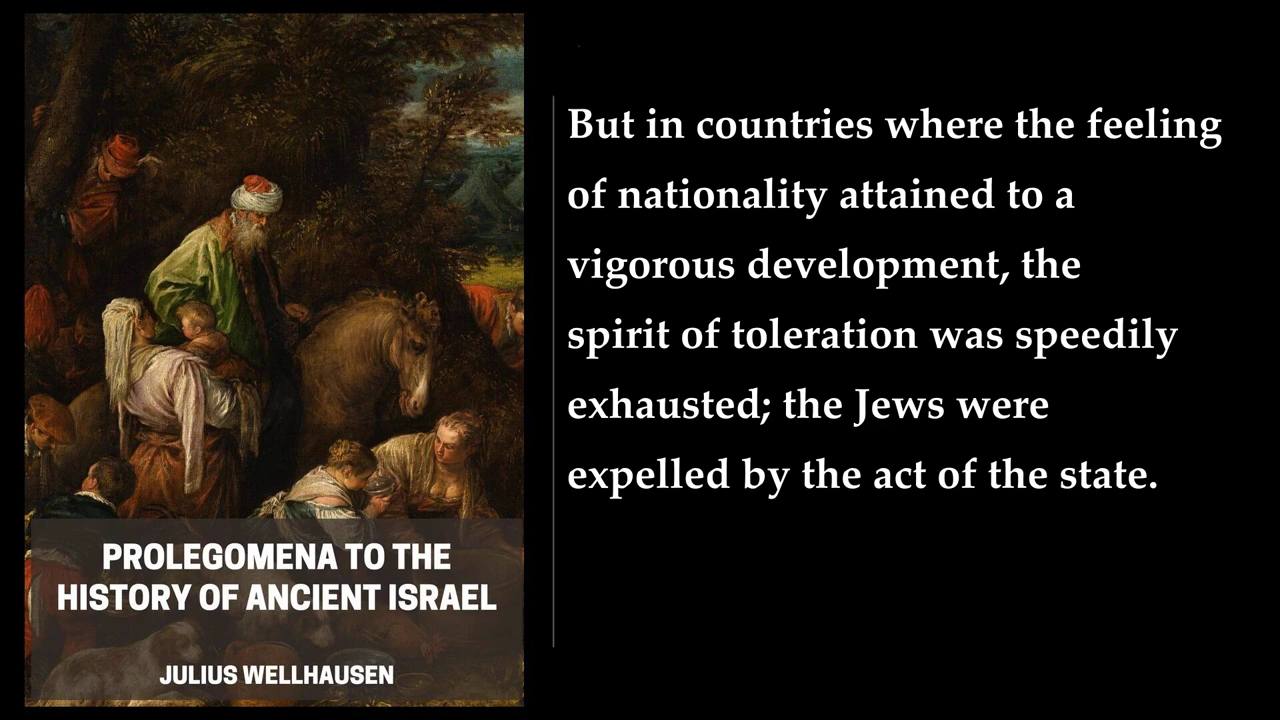 But in countries where the feeling
of nationality attained to a
vigorous development, the
spirit of toleration was speedily
exhausted; the Jews were
expelled by the act of the state.
PROLEGOMENA TO THE
HISTORY OF ANCIENT ISRAEL
JULIUS WELLHAUSEN